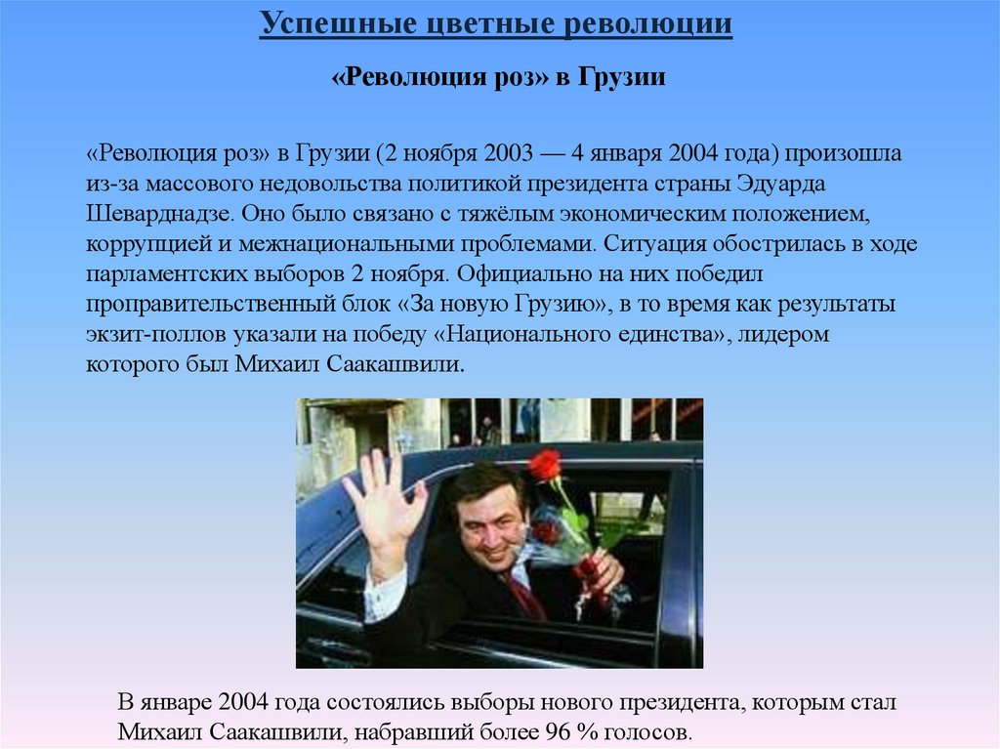 Успешные цветные революции
«Революция роз» в Грузии
«Революция роз» в Грузии (2 ноября 2003 — 4 января 2004 года) произошла
из-за массового недовольства политикой президента страны Эдуарда
Шеварднадзе. Оно было связано с тяжёлым экономическим положением,
коррупцией и межнациональными проблемами. Ситуация обострилась в ходе
парламентских выборов 2 ноября. Официально на них победил
проправительственный блок «За новую Грузию», в то время как результаты
экзит-поллов указали на победу «Национального единства», лидером
которого был Михаил Саакашвили.
В январе 2004 года состоялись выборы нового президента, которым стал
Михаил Саакашвили, набравший более 96 % голосов.